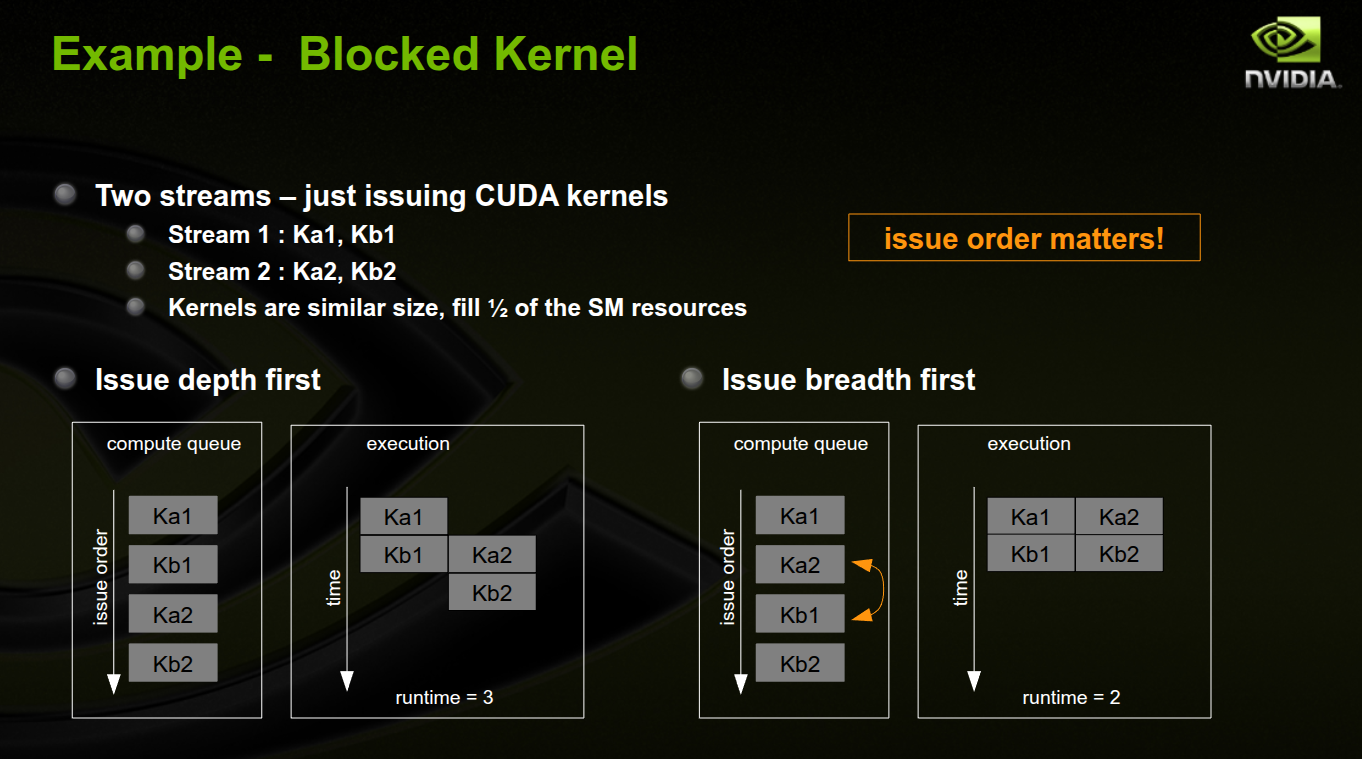 Example - Blocked Kernel
NVIDIA.
Two streams – just issuing CUDA kernels
Stream 1 : Ka1, Kb1
Stream 2 : Ka2, Kb2
Kernels are similar size, fill ½ of the SM resources
issue order matters!
Issue depth first
compute queue
issue order
Ka1
Kb1
Ka2
Kb2
execution
time
Ka1
Kb1 Ka2
Kb2
runtime = 3
Issue breadth first
compute queue
issue order
Ka1
Ka2
Kb1
Kb2
execution
time
Ka1 Ka2
Kb1 Kb2
runtime = 2